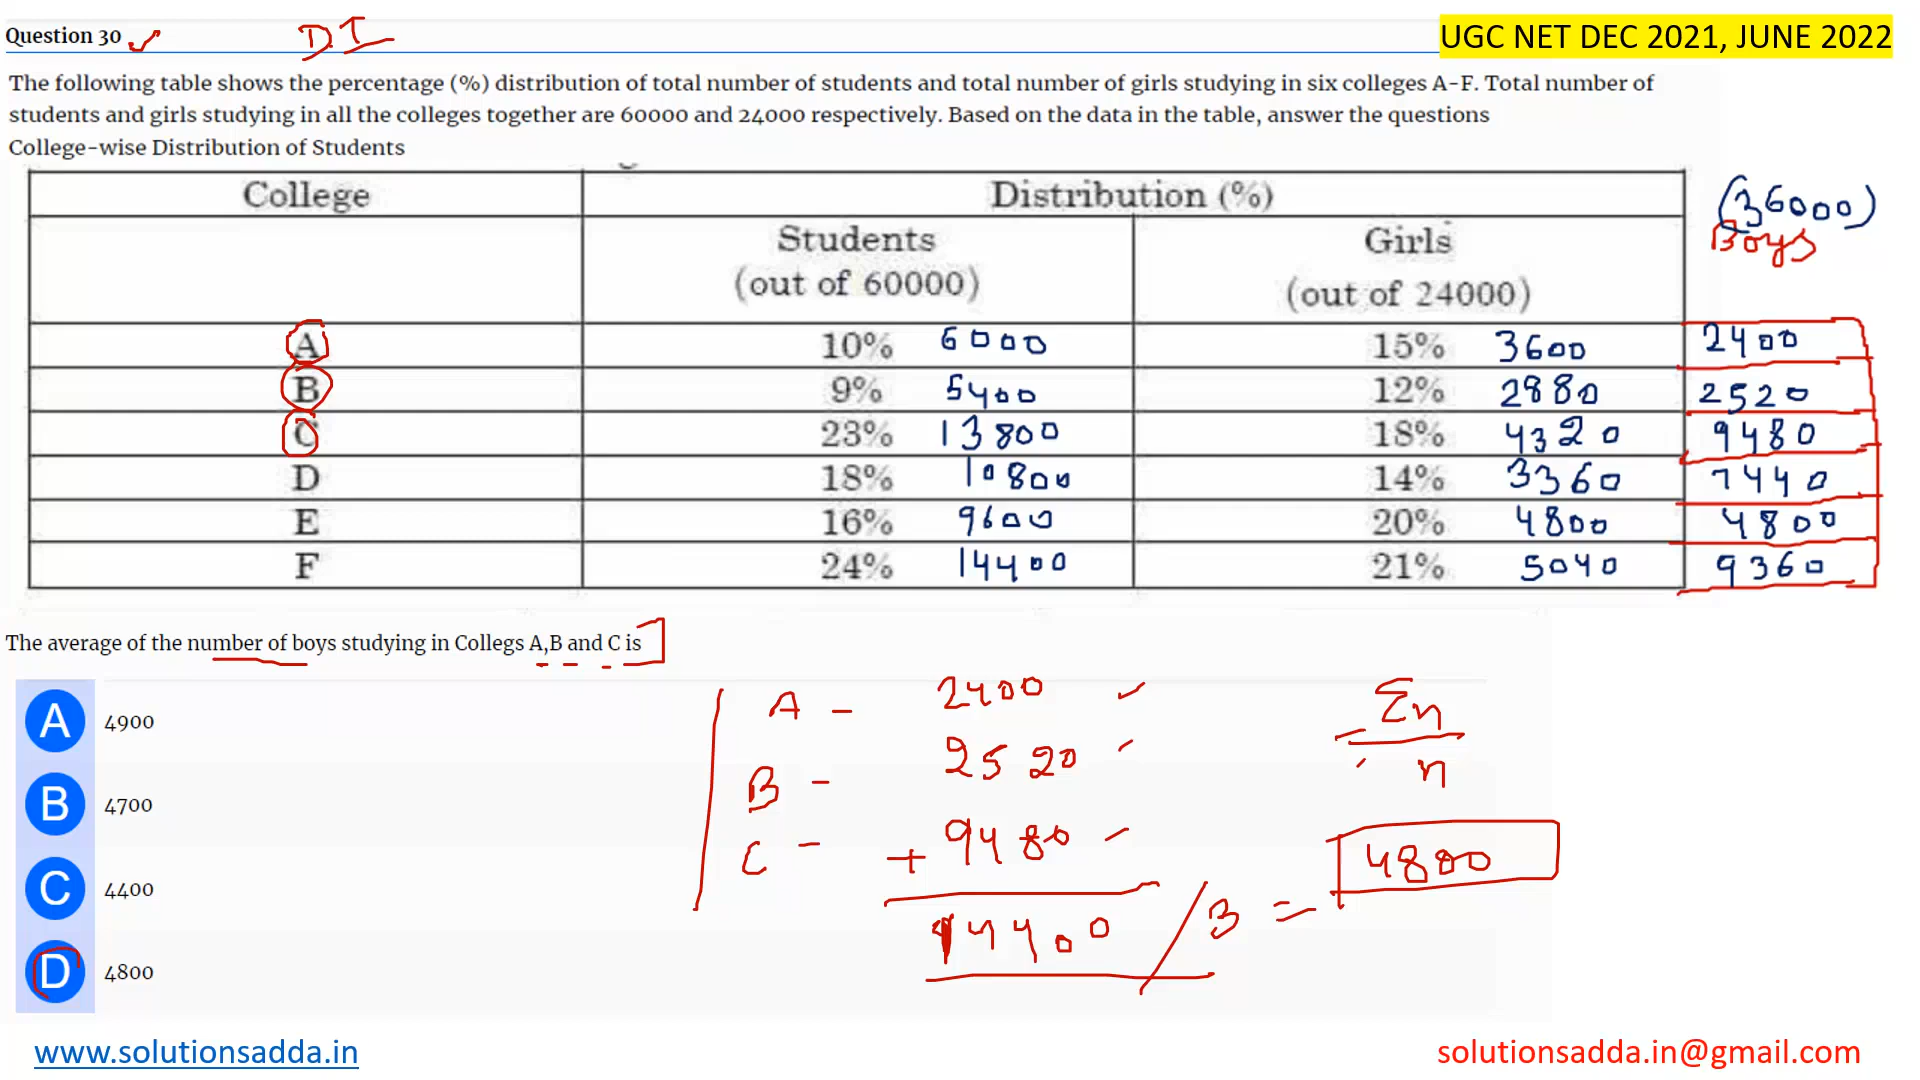 Question 30 DI UGC NET DEC 2021, JUNE 2022
The following table shows the percentage (%) distribution of total number of students and total number of girls studying in six colleges A-F. Total number of
students and girls studying in all the colleges together are 60000 and 24000 respectively. Based on the data in the table, answer the questions
College-wise Distribution of Students
College Distribution (%) (36000)
Students Girls Boys
(out of 60000) (out of 24000)
A 10% 6000 15% 3600 2400
B 9% 5400 12% 2880 2520
C 23% 13800 18% 4320 9480
D 18% 10800 14% 3360 7440
E 16% 9600 20% 4800 4800
F 24% 14400 21% 5040 9360
The average of the number of boys studying in Collegs A,B and C is
A 4900
B 4700
C 4400
D 4800
A - 2400
B - 2520
C - + 9480
14400 / 3 = 4800
Σn
n
www.solutionsadda.in solutionsadda.in@gmail.com